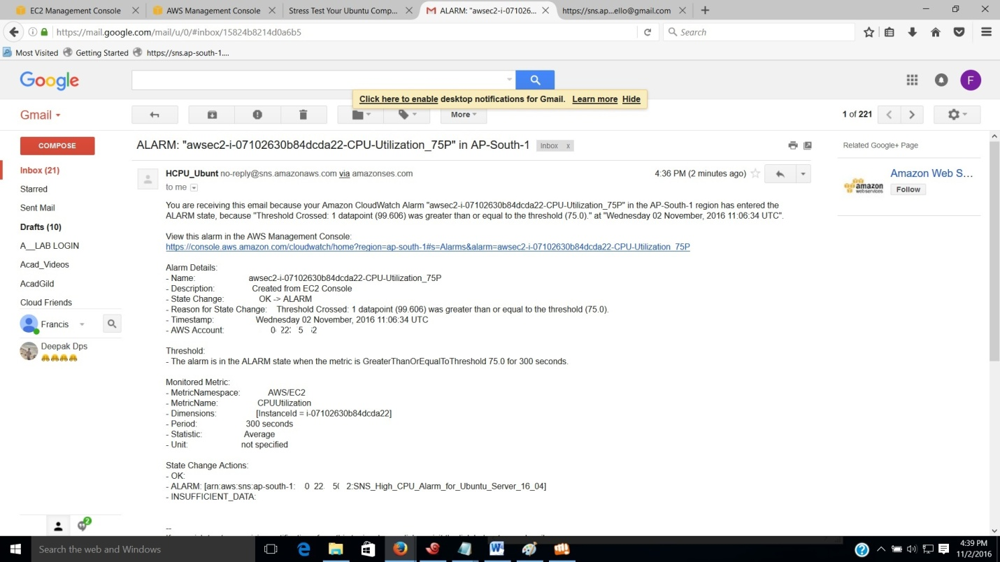 EC2 Management Console
AWS Management Console
Stress Test Your Ubuntu Comp...
ALARM: "awsec2-i-071026...
https://sns.ap...ello@gmail.com
https://mail.google.com/mail/u/0/#inbox/15824b8214d0a6b5
Search
Most Visited
Getting Started
https://sns.ap-south-1....
Google
F
Click here to enable desktop notifications for Gmail. Learn more Hide
Gmail
More
1 of 221
COMPOSE
Inbox (21)
Starred
Sent Mail
Drafts (10)
A__LAB LOGIN
Acad_Videos
AcadGild
Cloud Friends
Francis
Deepak Dps
2
ALARM: "awsec2-i-07102630b84dcda22-CPU-Utilization_75P" in AP-South-1
Inbox x
HCPU_Ubunt no-reply@sns.amazonaws.com via amazonses.com
4:36 PM (2 minutes ago)
to me
You are receiving this email because your Amazon CloudWatch Alarm "awsec2-i-07102630b84dcda22-CPU-Utilization_75P" in the AP-South-1 region has entered the
ALARM state, because "Threshold Crossed: 1 datapoint (99.606) was greater than or equal to the threshold (75.0)." at "Wednesday 02 November, 2016 11:06:34 UTC".
View this alarm in the AWS Management Console:
https://console.aws.amazon.com/cloudwatch/home?region=ap-south-1#s=Alarms&alarm=awsec2-i-07102630b84dcda22-CPU-Utilization_75P
Alarm Details:
- Name: awsec2-i-07102630b84dcda22-CPU-Utilization_75P
- Description: Created from EC2 Console
- State Change: OK -> ALARM
- Reason for State Change: Threshold Crossed: 1 datapoint (99.606) was greater than or equal to the threshold (75.0).
- Timestamp: Wednesday 02 November, 2016 11:06:34 UTC
- AWS Account:
Threshold:
- The alarm is in the ALARM state when the metric is GreaterThanOrEqualToThreshold 75.0 for 300 seconds.
Monitored Metric:
- MetricNamespace: AWS/EC2
- MetricName: CPUUtilization
- Dimensions: [InstanceId = i-07102630b84dcda22]
- Period: 300 seconds
- Statistic: Average
- Unit: not specified
State Change Actions:
- OK:
- ALARM: [arn:aws:sns:ap-south-1: 0 22 50 2:SNS_High_CPU_Alarm_for_Ubuntu_Server_16_04]
- INSUFFICIENT_DATA:
--
Related Google+ Page
amazon
webservices
Amazon Web S...
Follow
Search the web and Windows
4:39 PM
11/2/2016